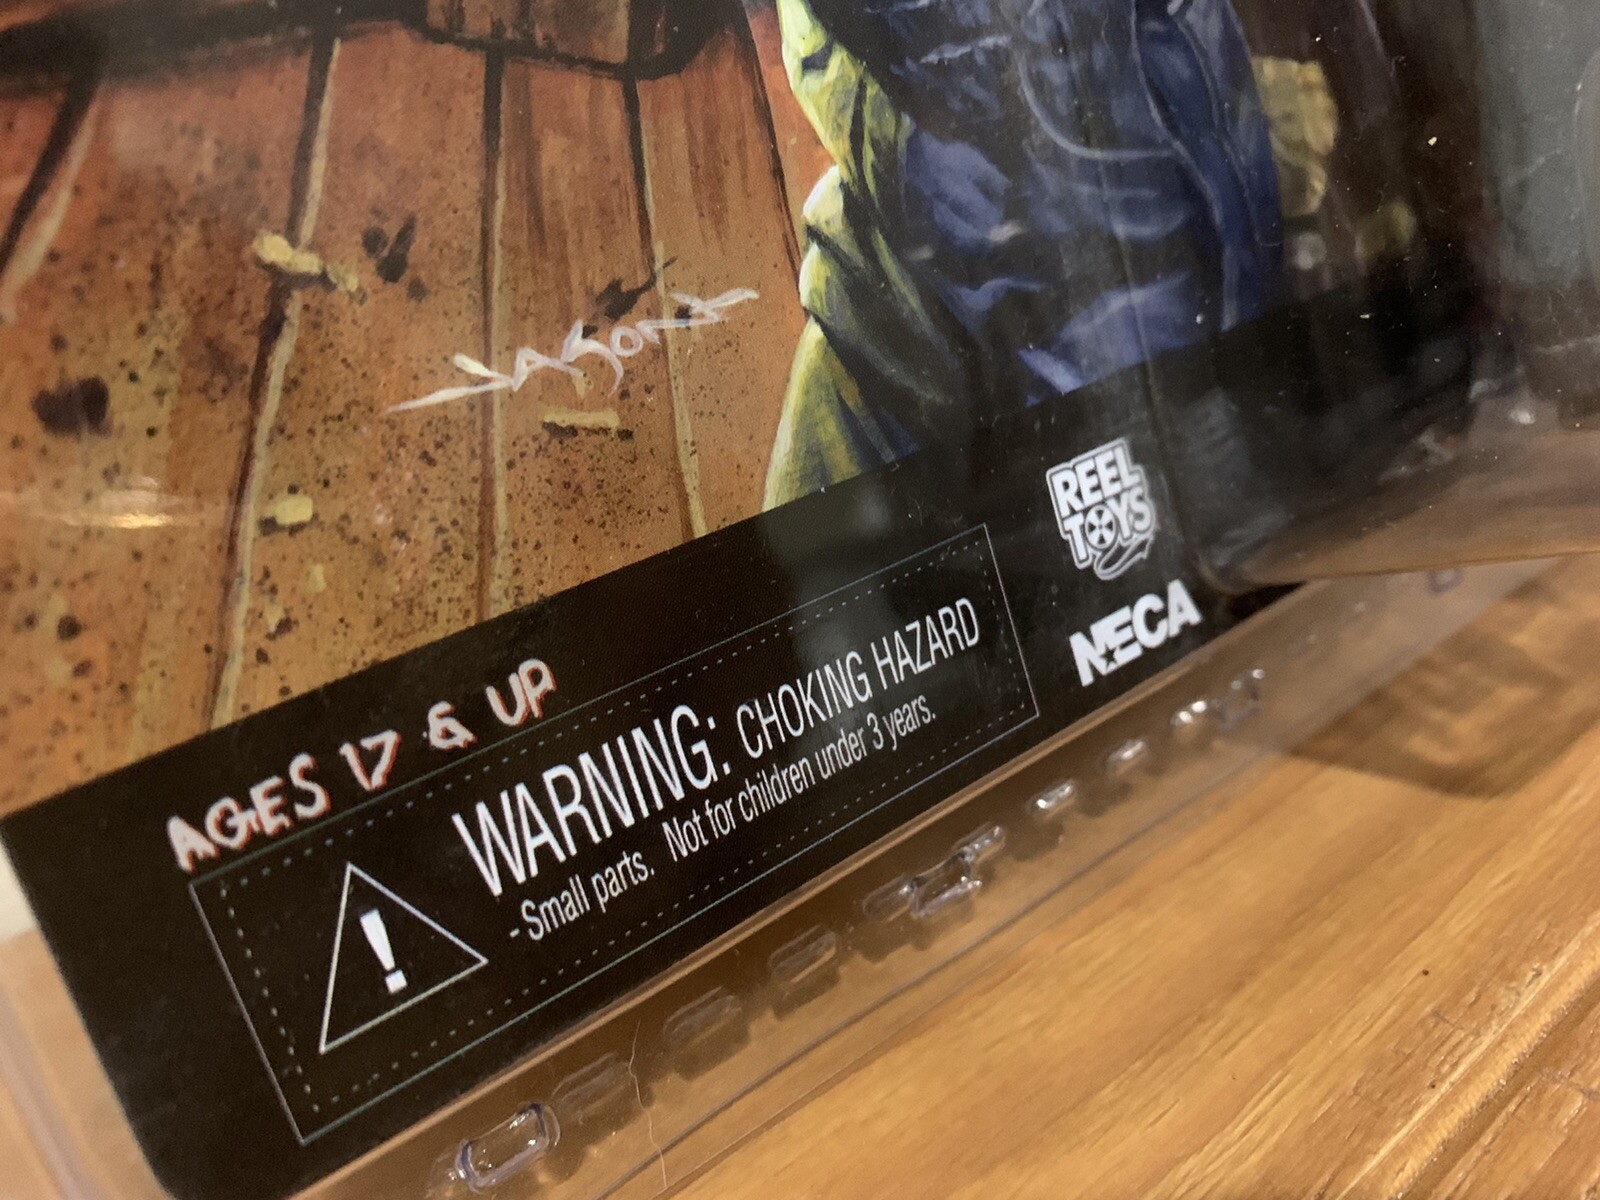 JASON
REEL
TOYS
NECA
AGES 17 & UP
WARNING: CHOKING HAZARD
- Small parts. Not for children under 3 years.